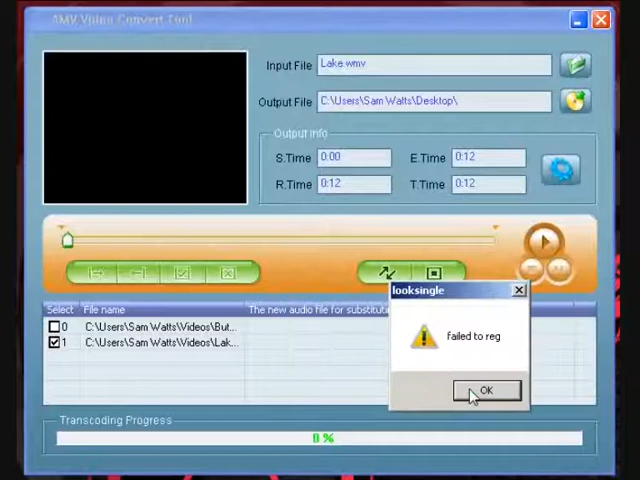 AMV Video Convert Tool
Input File
Lake.wmv
Output File
C:\Users\Sam Watts\Desktop\
Output Info
S.Time
0:00
E.Time
0:12
R.Time
0:12
T.Time
0:12
Select
File name
The new audio file for substitutin
0
C:\Users\Sam Watts\Videos\But...
1
C:\Users\Sam Watts\Videos\Lak...
looksingle
failed to reg
OK
Transcoding Progress
0 %